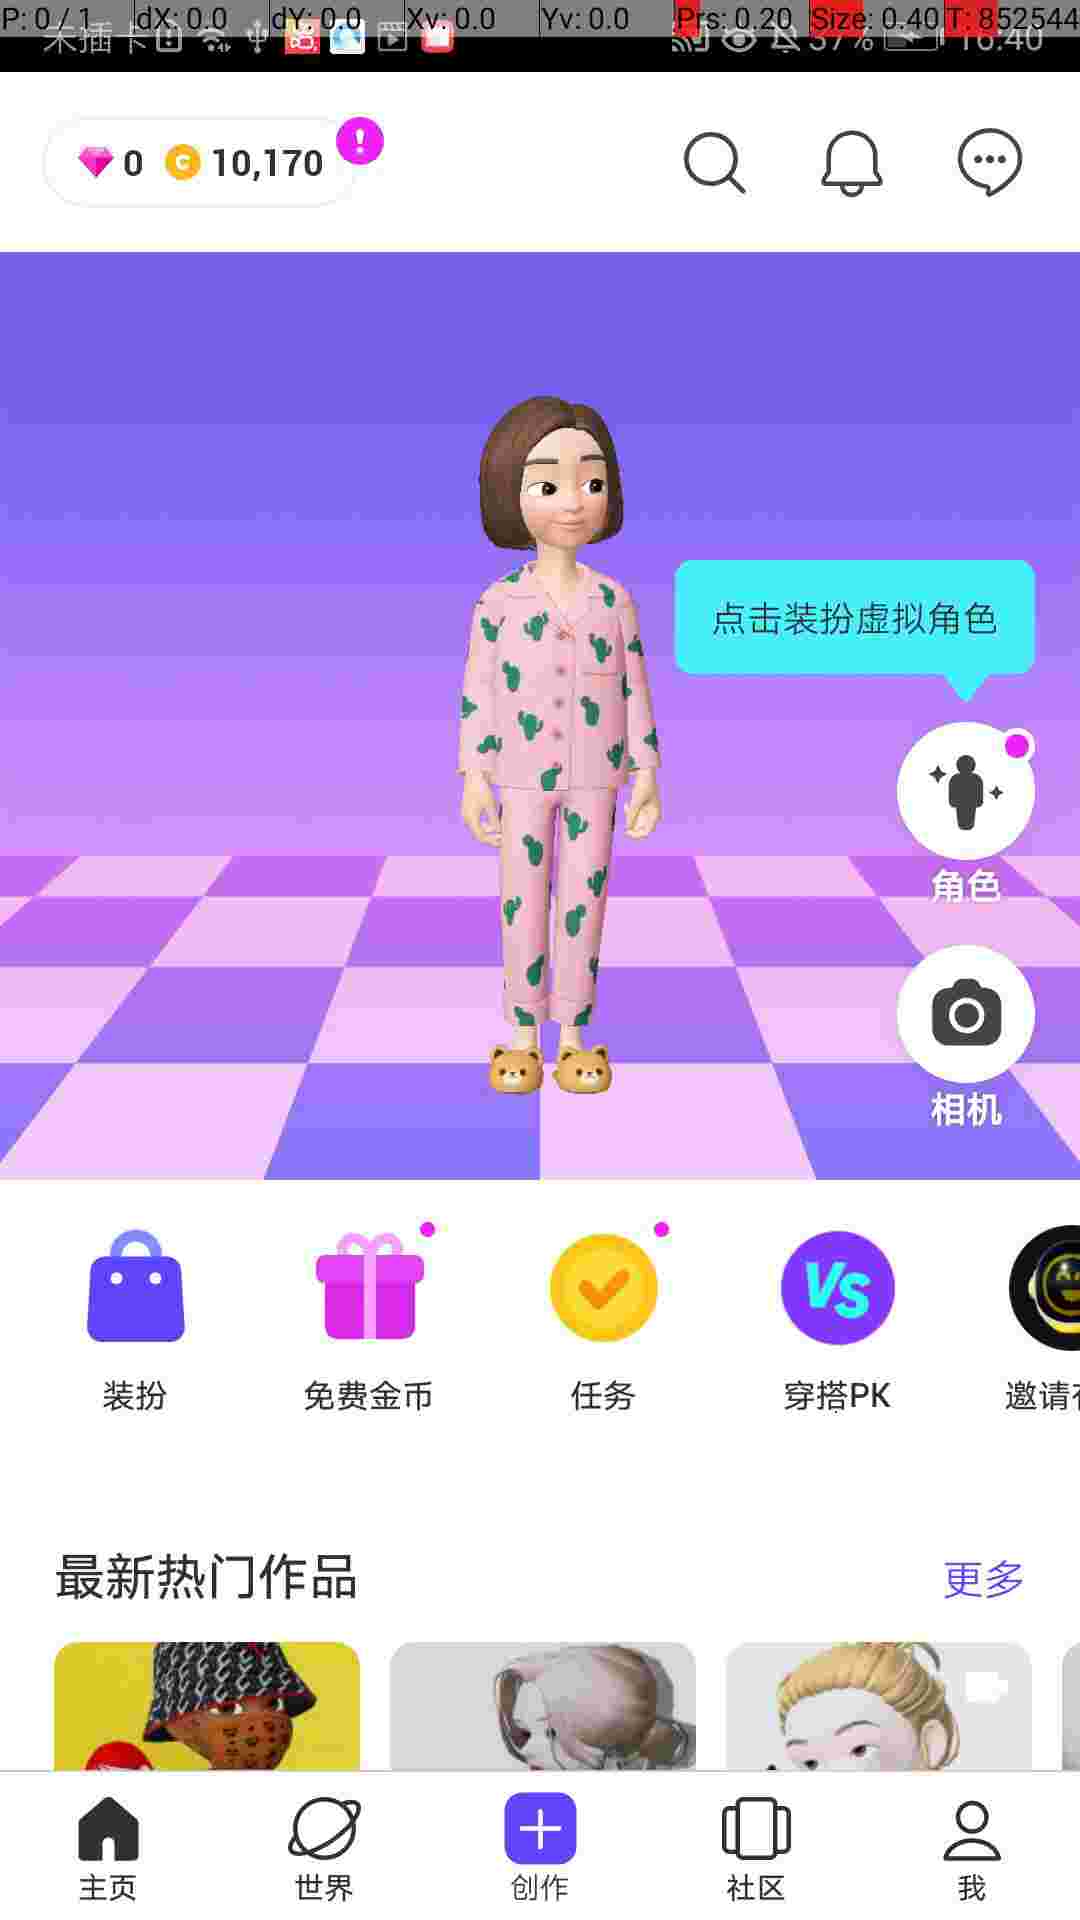 P: 0 / 1 dX: 0.0 dY: 0.0 Xv: 0.0 Yv: 0.0 Prs: 0.20 Size: 0.40 T: 852544
未插卡 37% 16:40
0 10,170
点击装扮虚拟角色
角色
相机
VS
装扮 免费金币 任务 穿搭PK 邀请
最新热门作品 更多
主页 世界 创作 社区 我